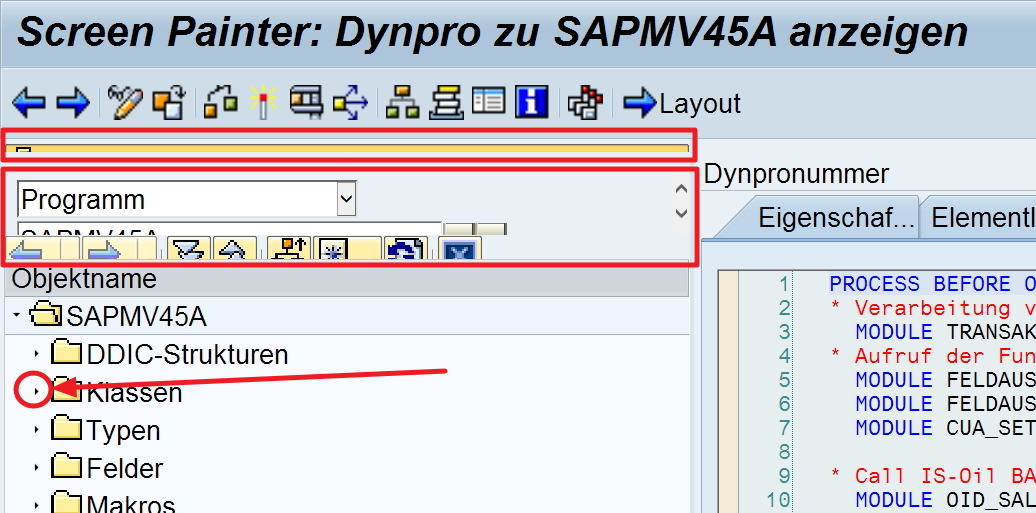 Screen Painter: Dynpro zu SAPMV45A anzeigen
Layout
Programm
SAPMV45A
Dynpronummer
Eigenschaf...
Elementl
Objektname
SAPMV45A
DDIC-Strukturen
Klassen
Typen
Felder
Makros
1 PROCESS BEFORE O
2 * Verarbeitung v
3 MODULE TRANSAK
4 * Aufruf der Fun
5 MODULE FELDAUS
6 MODULE FELDAUS
7 MODULE CUA_SET
8
9 * Call IS-Oil BA
10 MODULE OID_SAL